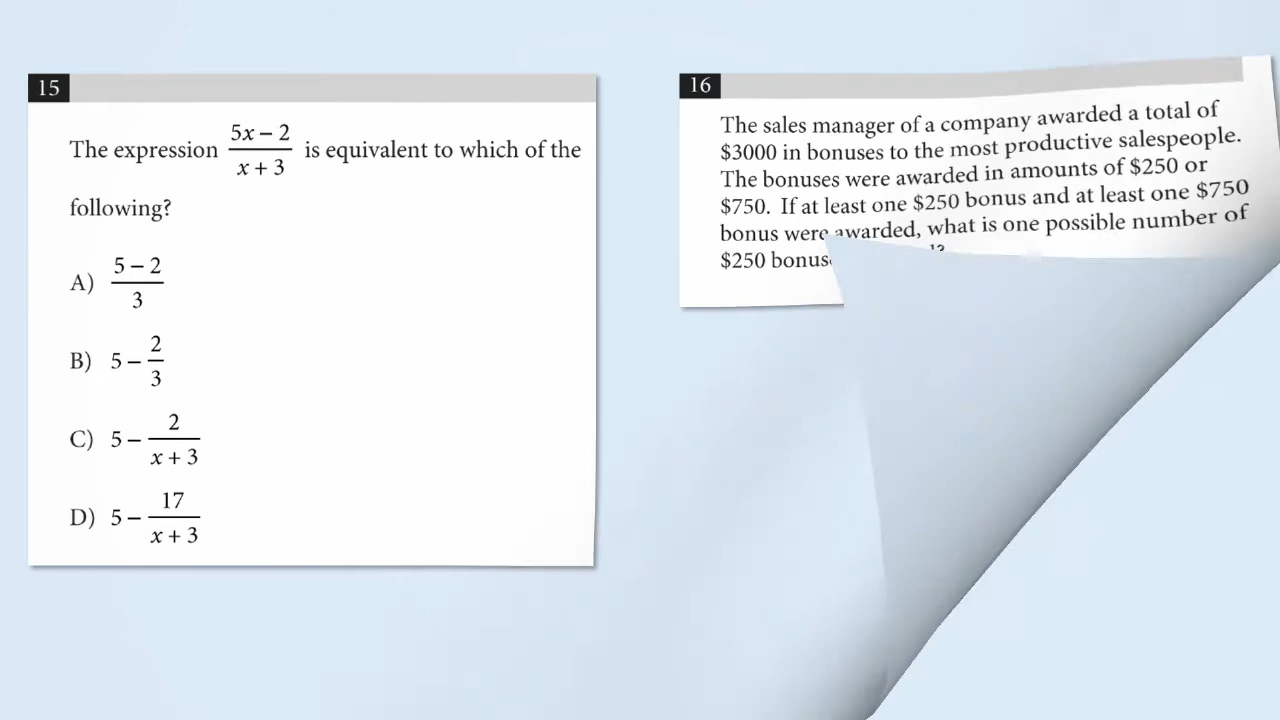 15
The expression (5x – 2)/(x + 3) is equivalent to which of the
following?
A) (5 – 2)/3
B) 5 – 2/3
C) 5 – 2/(x + 3)
D) 5 – 17/(x + 3)
16
The sales manager of a company awarded a total of
$3000 in bonuses to the most productive salespeople.
The bonuses were awarded in amounts of $250 or
$750. If at least one $250 bonus and at least one $750
bonus were awarded, what is one possible number of
$250